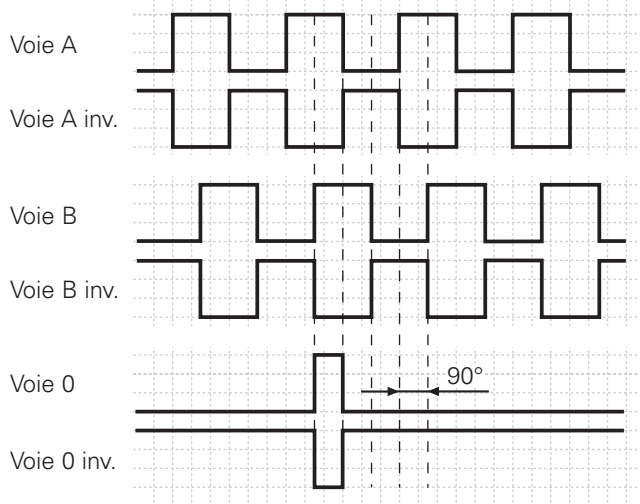 Voie A
Voie A inv.
Voie B
Voie B inv.
Voie 0
90°
Voie 0 inv.